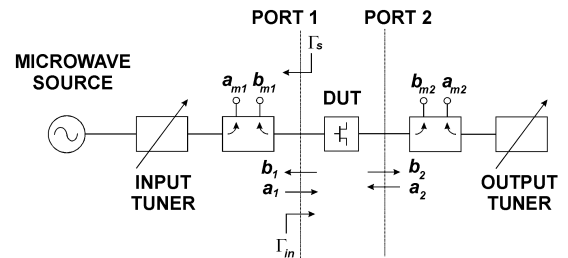 PORT 1 PORT 2
Γs
MICROWAVE
SOURCE
am1 bm1
DUT
bm2 am2
b1
a1
b2
a2
INPUT
TUNER
OUTPUT
TUNER
Γin